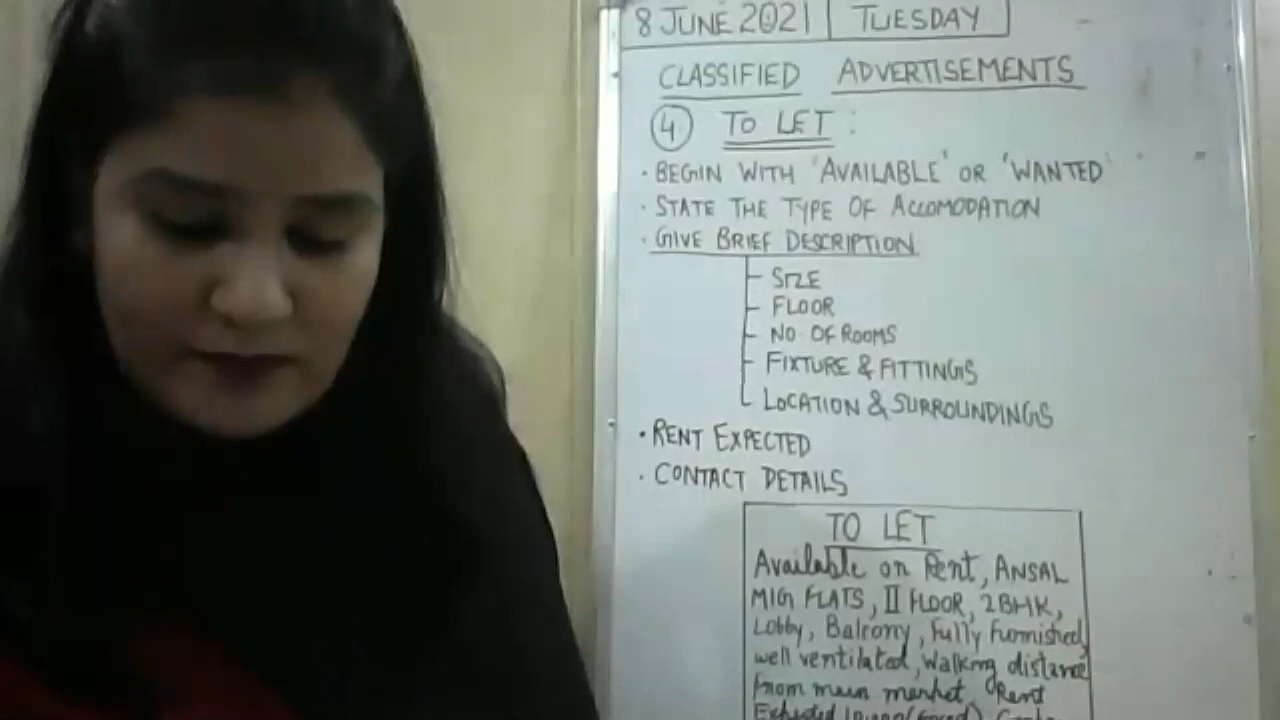 8 JUNE 2021 TUESDAY
CLASSIFIED ADVERTISEMENTS
4 TO LET :
· BEGIN WITH 'AVAILABLE' OR 'WANTED'
· STATE THE TYPE OF ACCOMODATION
· GIVE BRIEF DESCRIPTION
SIZE
FLOOR
NO OF ROOMS
FIXTURE & FITTINGS
LOCATION & SURROUNDINGS
· RENT EXPECTED
· CONTACT DETAILS
TO LET
Available on Rent, ANSAL
MIG FLATS, II FLOOR, 2BHK,
Lobby, Balcony, Fully Furnished,
well ventilated, Walking distance
from main market, Rent
Expected